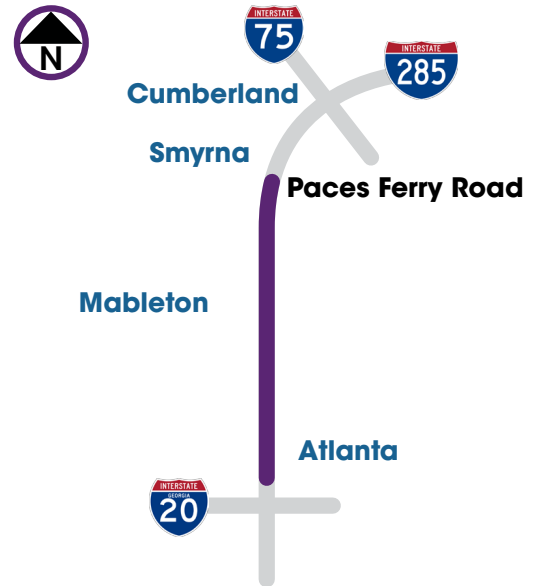 N
INTERSTATE
75
INTERSTATE
285
Cumberland
Smyrna
Paces Ferry Road
Mableton
Atlanta
INTERSTATE
GEORGIA
20